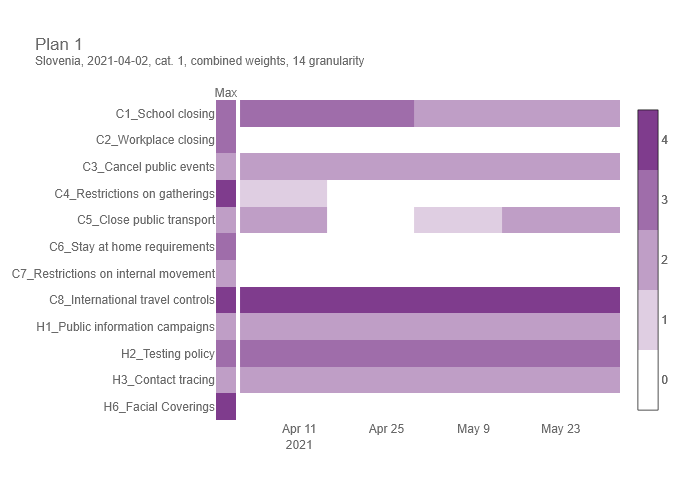 Plan 1
Slovenia, 2021-04-02, cat. 1, combined weights, 14 granularity
Max
C1_School closing
C2_Workplace closing
C3_Cancel public events
C4_Restrictions on gatherings
C5_Close public transport
C6_Stay at home requirements
C7_Restrictions on internal movement
C8_International travel controls
H1_Public information campaigns
H2_Testing policy
H3_Contact tracing
H6_Facial Coverings
Apr 11 Apr 25 May 9 May 23
2021
4
3
2
1
0